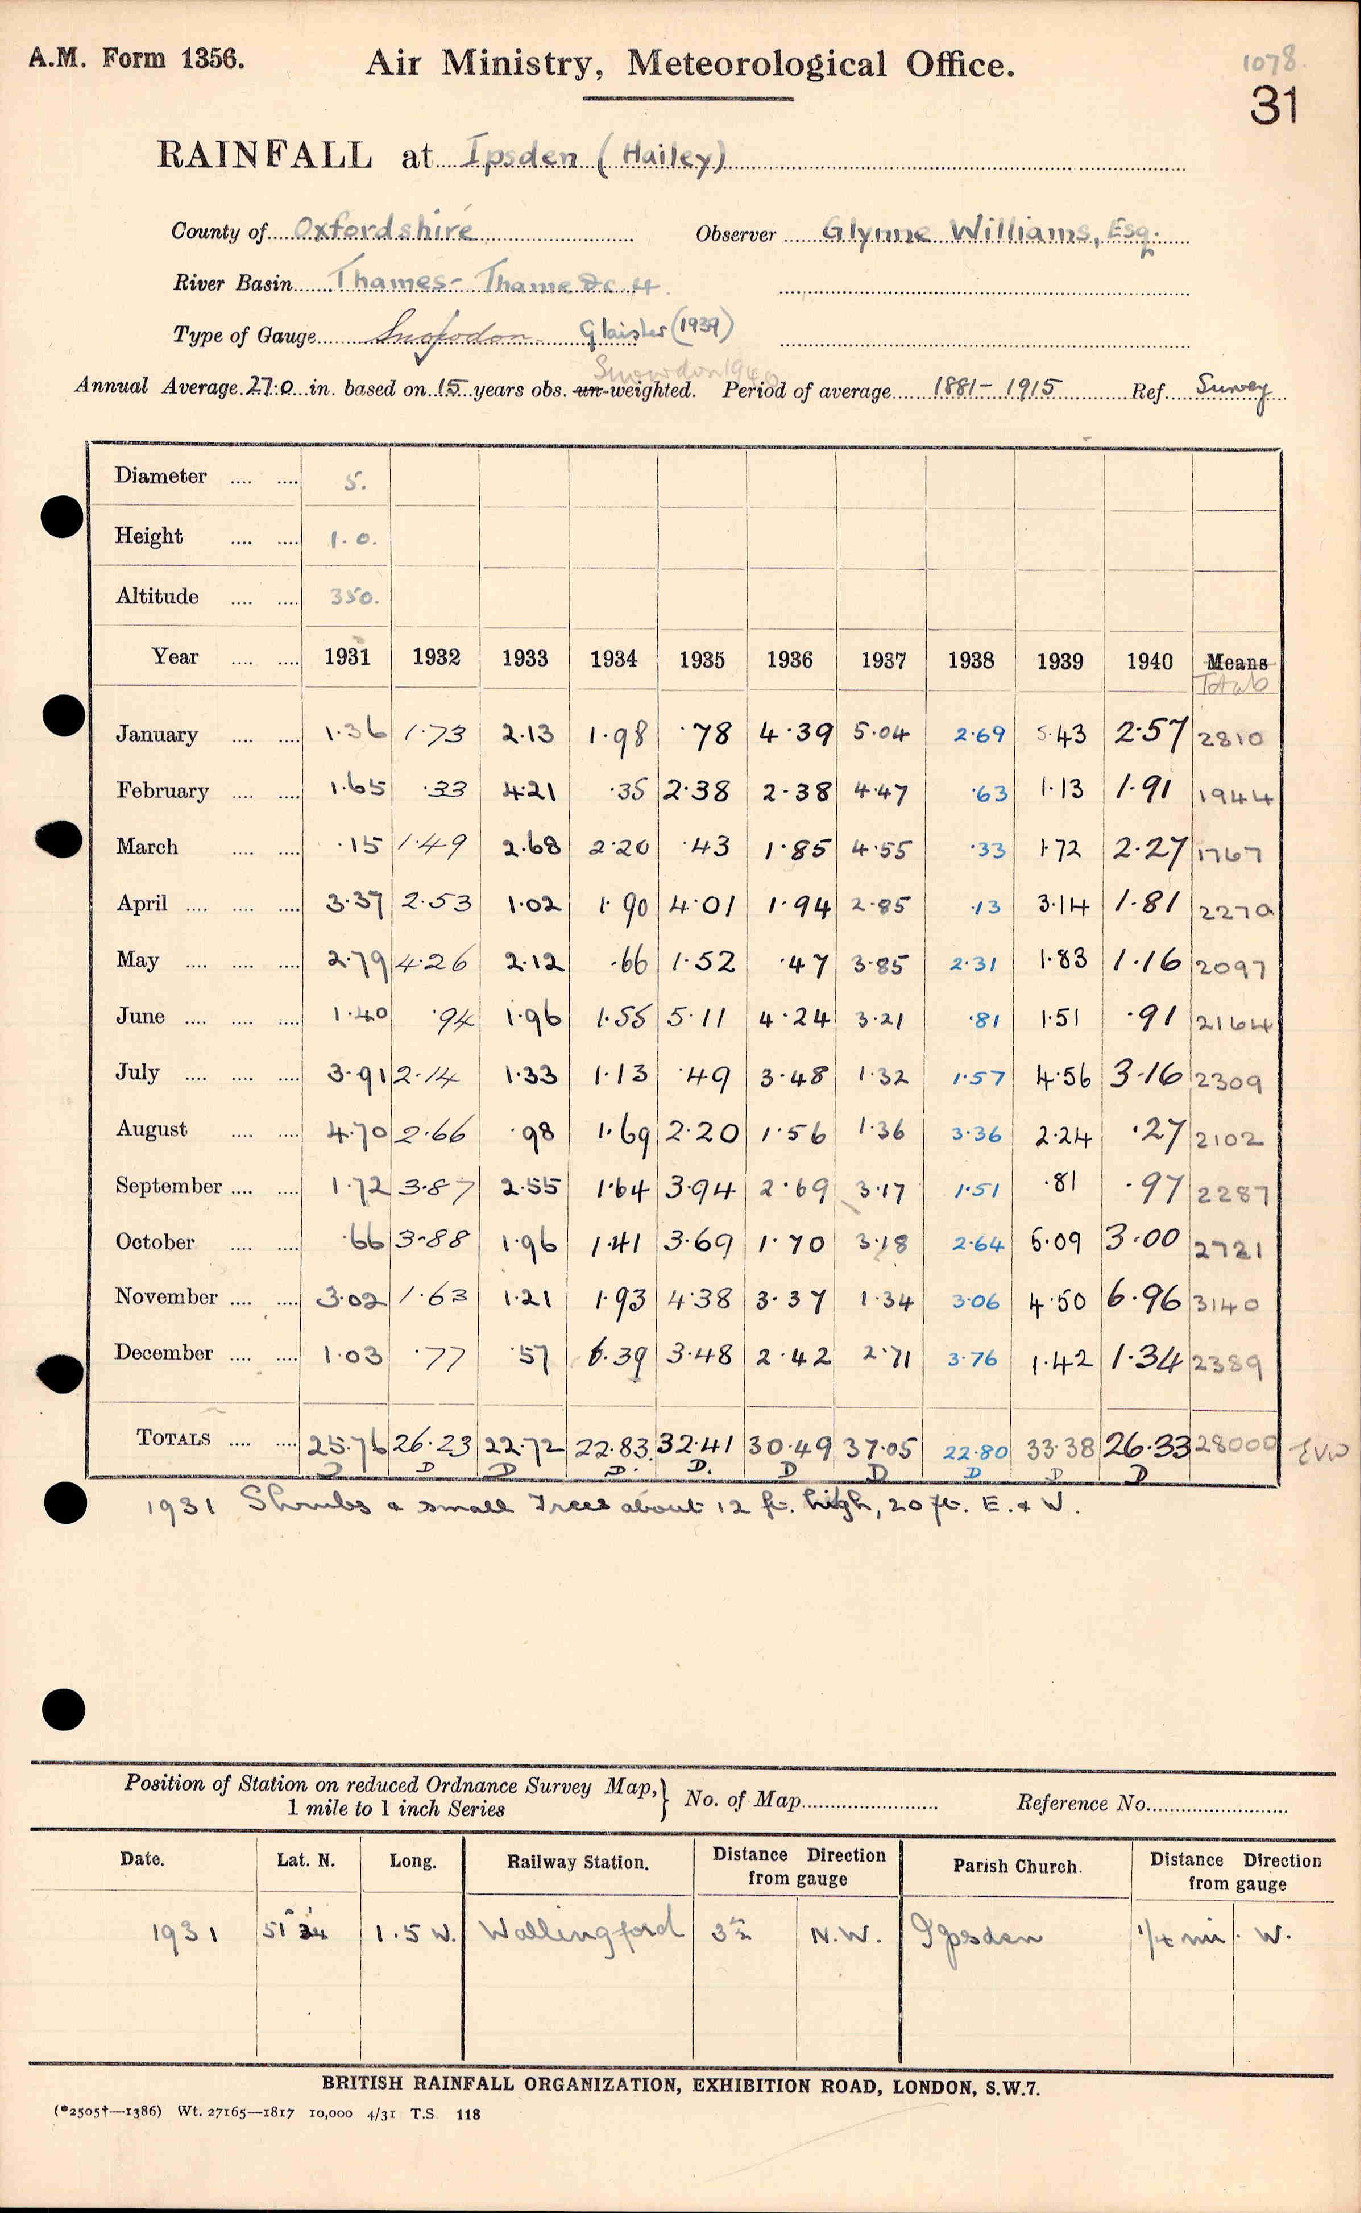 A.M. Form 1356.
Air Ministry, Meteorological Office.
1078.
31
RAINFALL at Ipsden (Hailey)
County of Oxfordshire Observer Glynne Williams, Esq.
River Basin Thames - Thame &c. 4.
Type of Gauge Snowdon Glaisher (1939)
Snowdon 1940
Annual Average 27.0 in. based on 15 years obs. un-weighted. Period of average 1881-1915 Ref. Survey
Diameter 5.
Height 1.0.
Altitude 350.
Year 1931 1932 1933 1934 1935 1936 1937 1938 1939 1940 Means
Totals
January 1.36 1.73 2.13 1.98 .78 4.39 5.04 2.69 5.43 2.57 2810
February 1.65 .33 4.21 .35 2.38 2.38 4.47 .63 1.13 1.91 1944
March .15 1.49 2.68 2.20 .43 1.85 4.55 .33 1.72 2.27 1767
April 3.37 2.53 1.02 1.90 4.01 1.94 2.85 .13 3.14 1.81 2270
May 2.79 4.26 2.12 .66 1.52 .47 3.85 2.31 1.83 1.16 2097
June 1.40 .94 1.96 1.55 5.11 4.24 3.21 .81 1.51 .91 2164
July 3.91 2.14 1.33 1.13 .49 3.48 1.32 1.57 4.56 3.16 2309
August 4.70 2.66 .98 1.69 2.20 1.56 1.36 3.36 2.24 .27 2102
September 1.72 3.87 2.55 1.64 3.94 2.69 3.17 1.51 .81 .97 2287
October .66 3.88 1.96 1.41 3.69 1.70 3.18 2.64 5.09 3.00 2721
November 3.02 1.63 1.21 1.93 4.38 3.37 1.34 3.06 4.50 6.96 3140
December 1.03 .77 .57 6.39 3.48 2.42 2.71 3.76 1.42 1.34 2389
TOTALS 25.76 26.23 22.72 22.83 32.41 30.49 37.05 22.80 33.38 26.33 28000
D D D D. D. D D D D D
1931 Shrubs & small Trees about 12 ft. high, 20 ft. E. & W.
Position of Station on reduced Ordnance Survey Map,} No. of Map Reference No.
1 mile to 1 inch Series
Date. Lat. N. Long. Railway Station. Distance Direction from gauge Parish Church. Distance Direction from gauge
1931 51° 34' 1.5 W. Wallingford 3½ N.W. Ipsden 1/4 mi. W.
BRITISH RAINFALL ORGANIZATION, EXHIBITION ROAD, LONDON, S.W.7.
(*2505†—1386) Wt. 27165—1817 10,000 4/31 T.S. 118